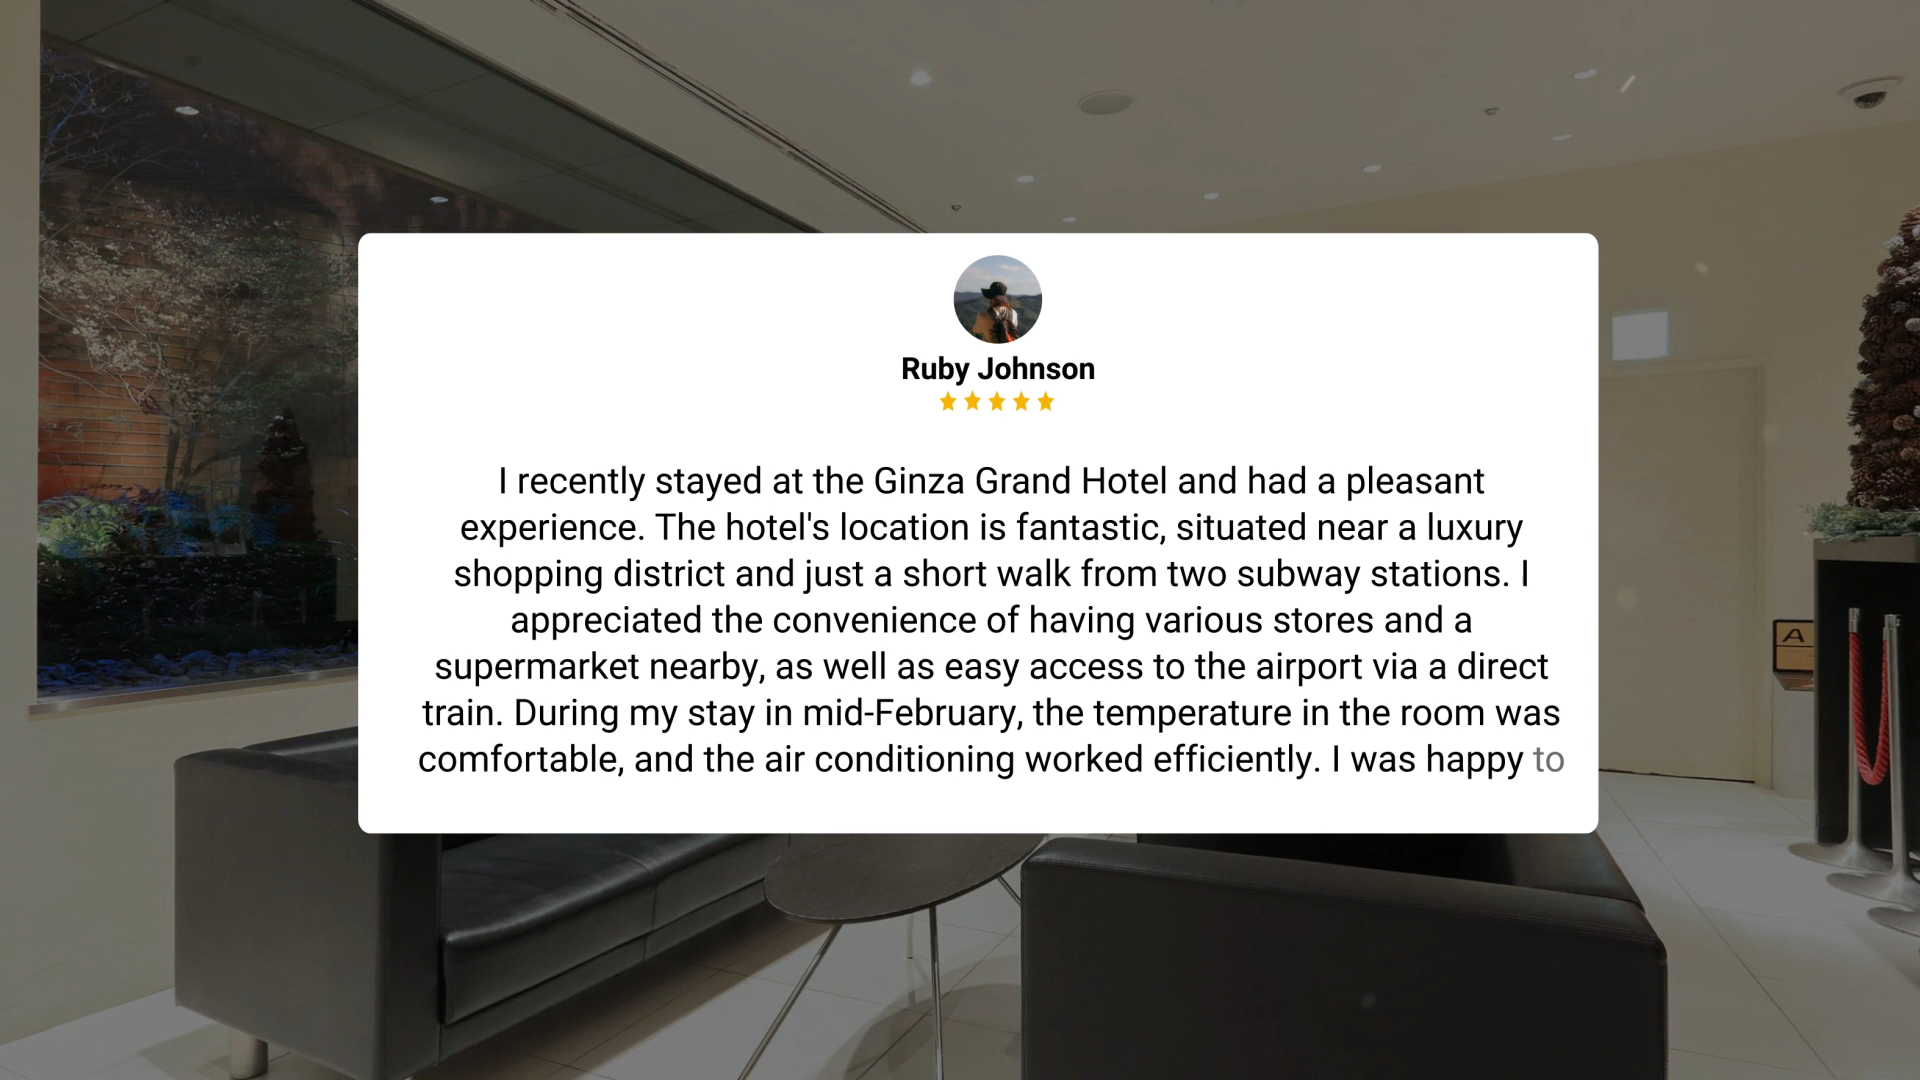 Ruby Johnson
I recently stayed at the Ginza Grand Hotel and had a pleasant
experience. The hotel's location is fantastic, situated near a luxury
shopping district and just a short walk from two subway stations. I
appreciated the convenience of having various stores and a
supermarket nearby, as well as easy access to the airport via a direct
train. During my stay in mid-February, the temperature in the room was
comfortable, and the air conditioning worked efficiently. I was happy to
A